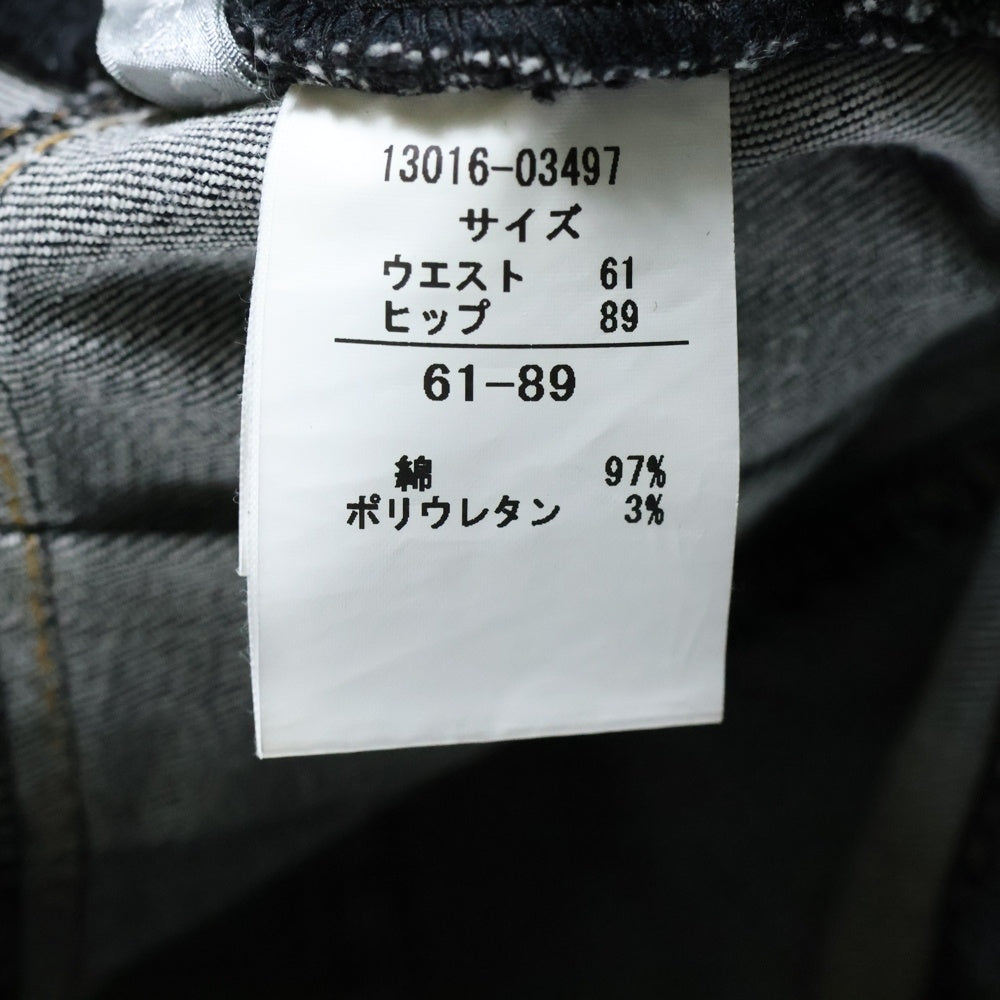 13016-03497
サイズ
ウエスト 61
ヒップ 89
61-89
綿 97%
ポリウレタン 3%